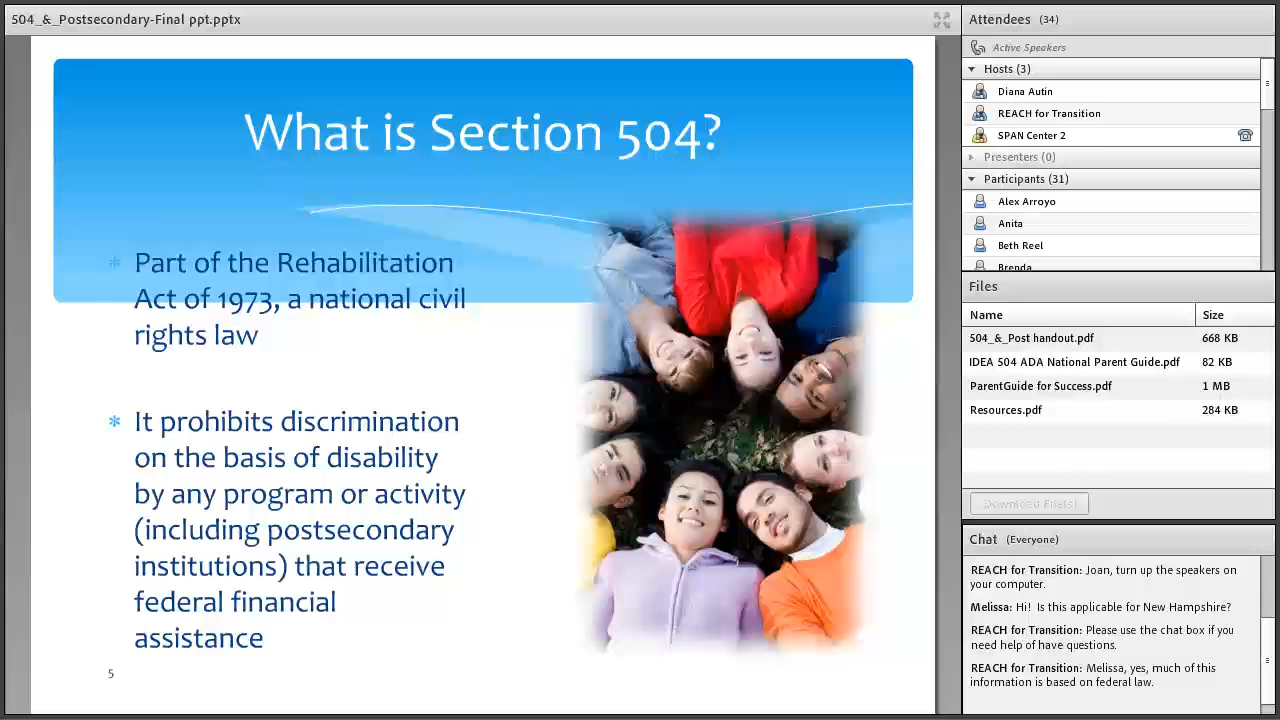 504_&_Postsecondary-Final ppt.pptx
What is Section 504?
* Part of the Rehabilitation
Act of 1973, a national civil
rights law
* It prohibits discrimination
on the basis of disability
by any program or activity
(including postsecondary
institutions) that receive
federal financial
assistance
5
Attendees (34)
Active Speakers
Hosts (3)
Diana Autin
REACH for Transition
SPAN Center 2
Presenters (0)
Participants (31)
Alex Arroyo
Anita
Beth Reel
Brenda
Files
Name Size
504_&_Post handout.pdf 668 KB
IDEA 504 ADA National Parent Guide.pdf 82 KB
ParentGuide for Success.pdf 1 MB
Resources.pdf 284 KB
Download File(s)
Chat (Everyone)
REACH for Transition: Joan, turn up the speakers on
your computer.
Melissa: Hi! Is this applicable for New Hampshire?
REACH for Transition: Please use the chat box if you
need help of have questions.
REACH for Transition: Melissa, yes, much of this
information is based on federal law.